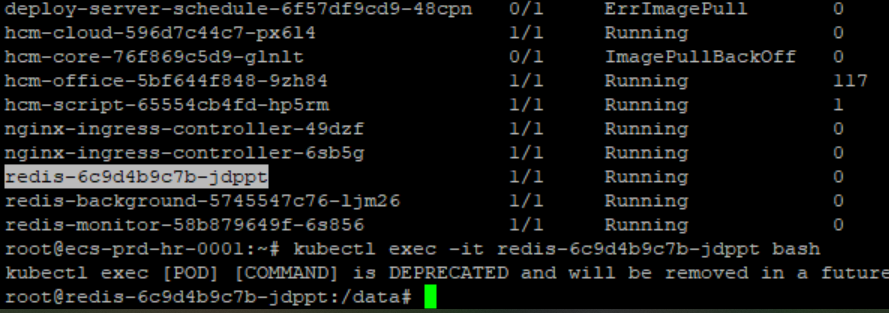 deploy-server-schedule-6f57df9cd9-48cpn 0/1 ErrImagePull 0
hcm-cloud-596d7c44c7-px6l4 1/1 Running 0
hcm-core-76f869c5d9-glnlt 0/1 ImagePullBackOff 0
hcm-office-5bf644f848-9zh84 1/1 Running 117
hcm-script-65554cb4fd-hp5rm 1/1 Running 1
nginx-ingress-controller-49dzf 1/1 Running 0
nginx-ingress-controller-6sb5g 1/1 Running 0
redis-6c9d4b9c7b-jdppt 1/1 Running 0
redis-background-5745547c76-ljm26 1/1 Running 0
redis-monitor-58b879649f-6s856 1/1 Running 0
root@ecs-prd-hr-0001:~# kubectl exec -it redis-6c9d4b9c7b-jdppt bash
kubectl exec [POD] [COMMAND] is DEPRECATED and will be removed in a future
root@redis-6c9d4b9c7b-jdppt:/data#